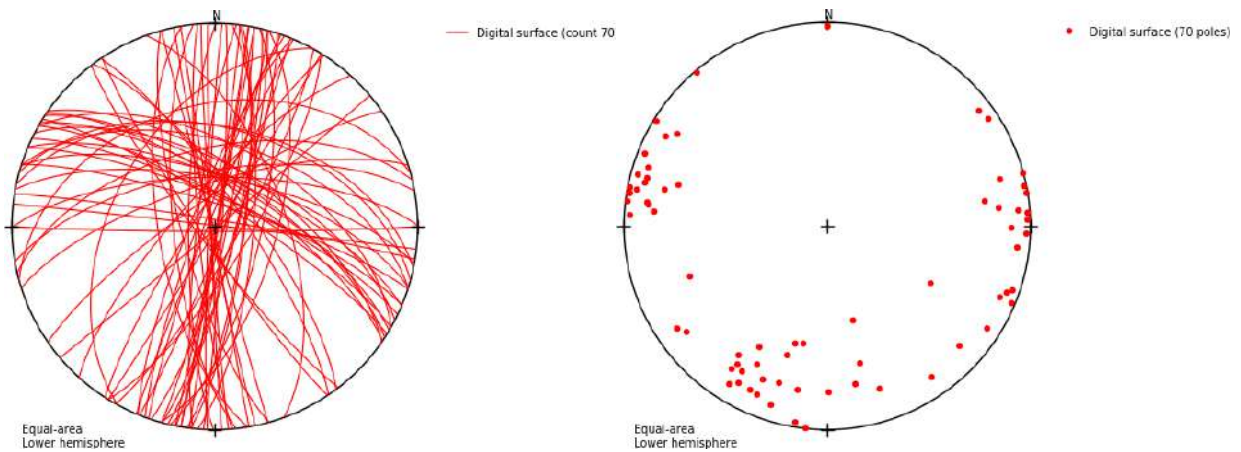 N
Digital surface (count 70
Equal-area
Lower hemisphere
N
Digital surface (70 poles)
Equal-area
Lower hemisphere